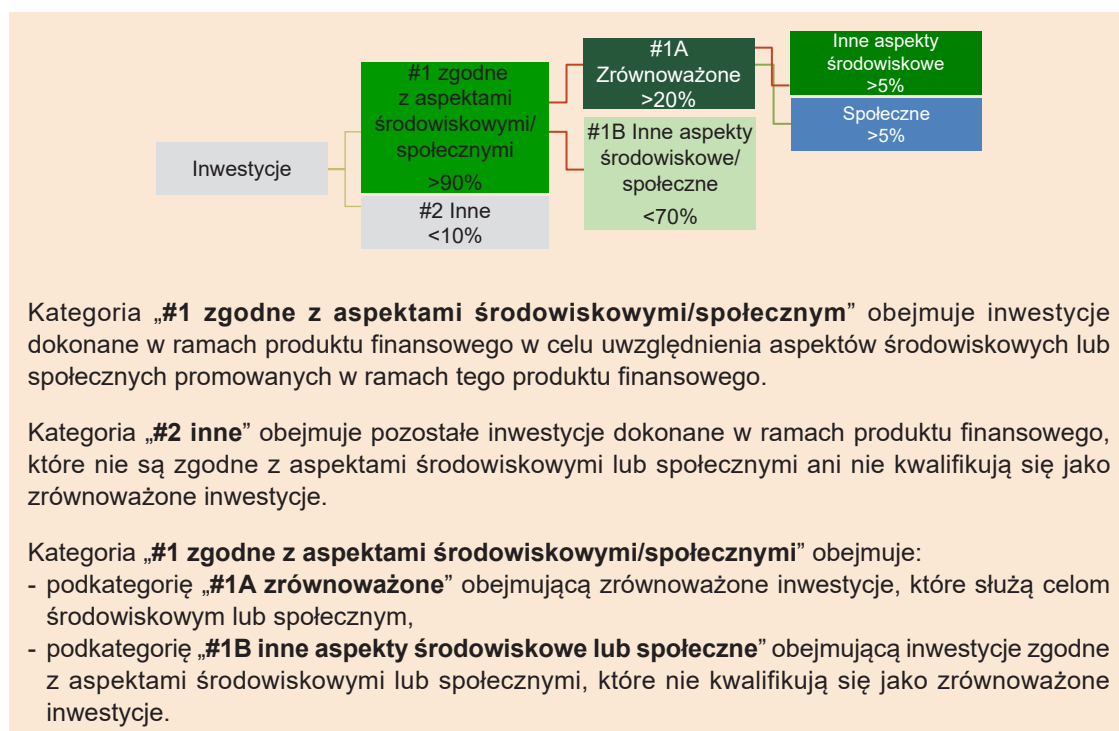 Inwestycje
#1 zgodne
z aspektami
środowiskowymi/
społecznymi
>90%
#2 Inne
<10%
#1A
Zrównoważone
>20%
#1B Inne aspekty
środowiskowe/
społeczne
<70%
Inne aspekty
środowiskowe
>5%
Społeczne
>5%
Kategoria „#1 zgodne z aspektami środowiskowymi/społecznym” obejmuje inwestycje
dokonane w ramach produktu finansowego w celu uwzględnienia aspektów środowiskowych lub
społecznych promowanych w ramach tego produktu finansowego.
Kategoria „#2 inne” obejmuje pozostałe inwestycje dokonane w ramach produktu finansowego,
które nie są zgodne z aspektami środowiskowymi lub społecznymi ani nie kwalifikują się jako
zrównoważone inwestycje.
Kategoria „#1 zgodne z aspektami środowiskowymi/społecznymi” obejmuje:
- podkategorię „#1A zrównoważone” obejmującą zrównoważone inwestycje, które służą celom
środowiskowym lub społecznym,
- podkategorię „#1B inne aspekty środowiskowe lub społeczne” obejmującą inwestycje zgodne
z aspektami środowiskowymi lub społecznymi, które nie kwalifikują się jako zrównoważone
inwestycje.